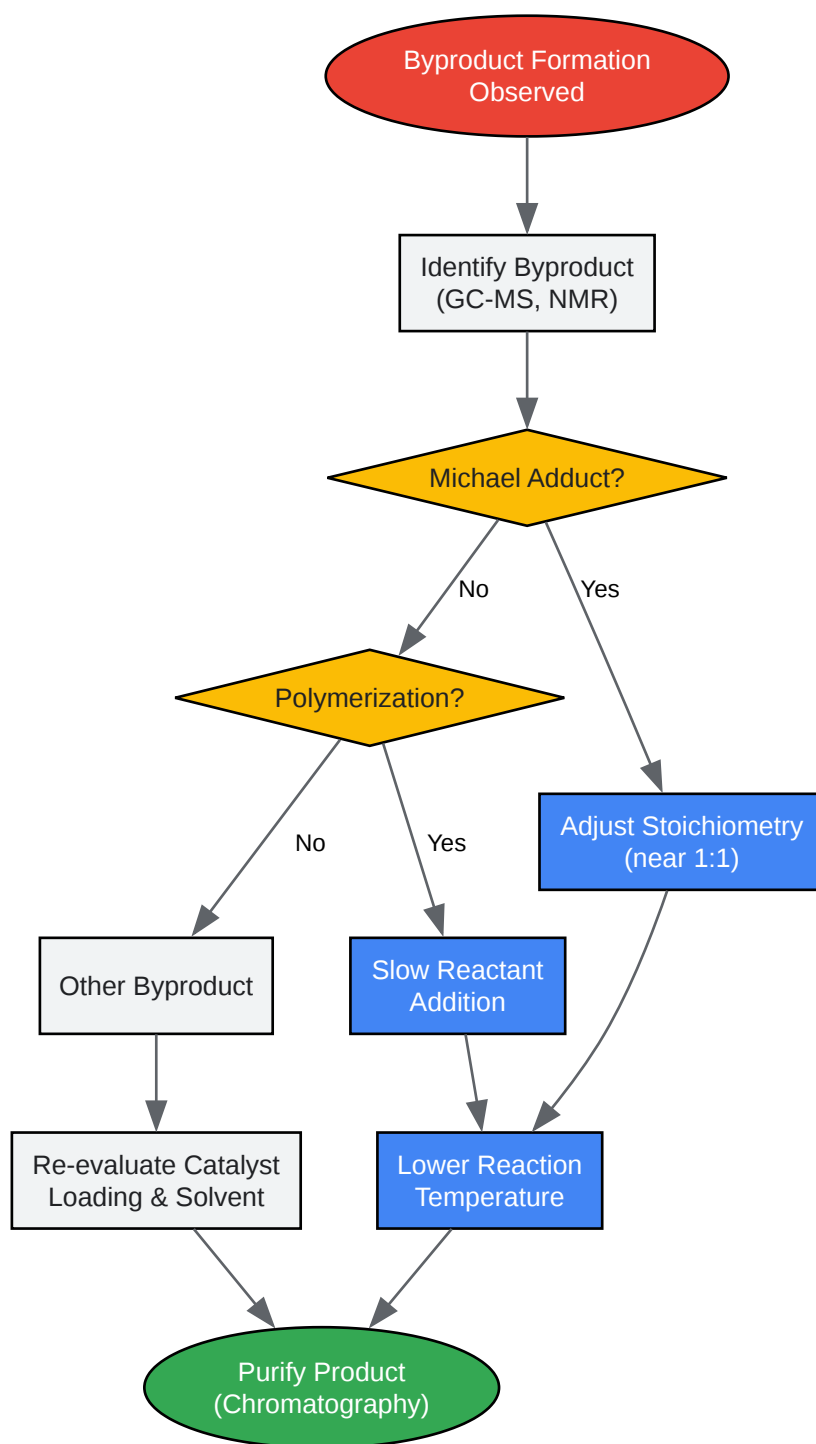 Byproduct Formation
Observed
Identify Byproduct
(GC-MS, NMR)
Michael Adduct?
No
Yes
Polymerization?
Adjust Stoichiometry
(near 1:1)
No
Yes
Other Byproduct
Slow Reactant
Addition
Re-evaluate Catalyst
Loading & Solvent
Lower Reaction
Temperature
Purify Product
(Chromatography)